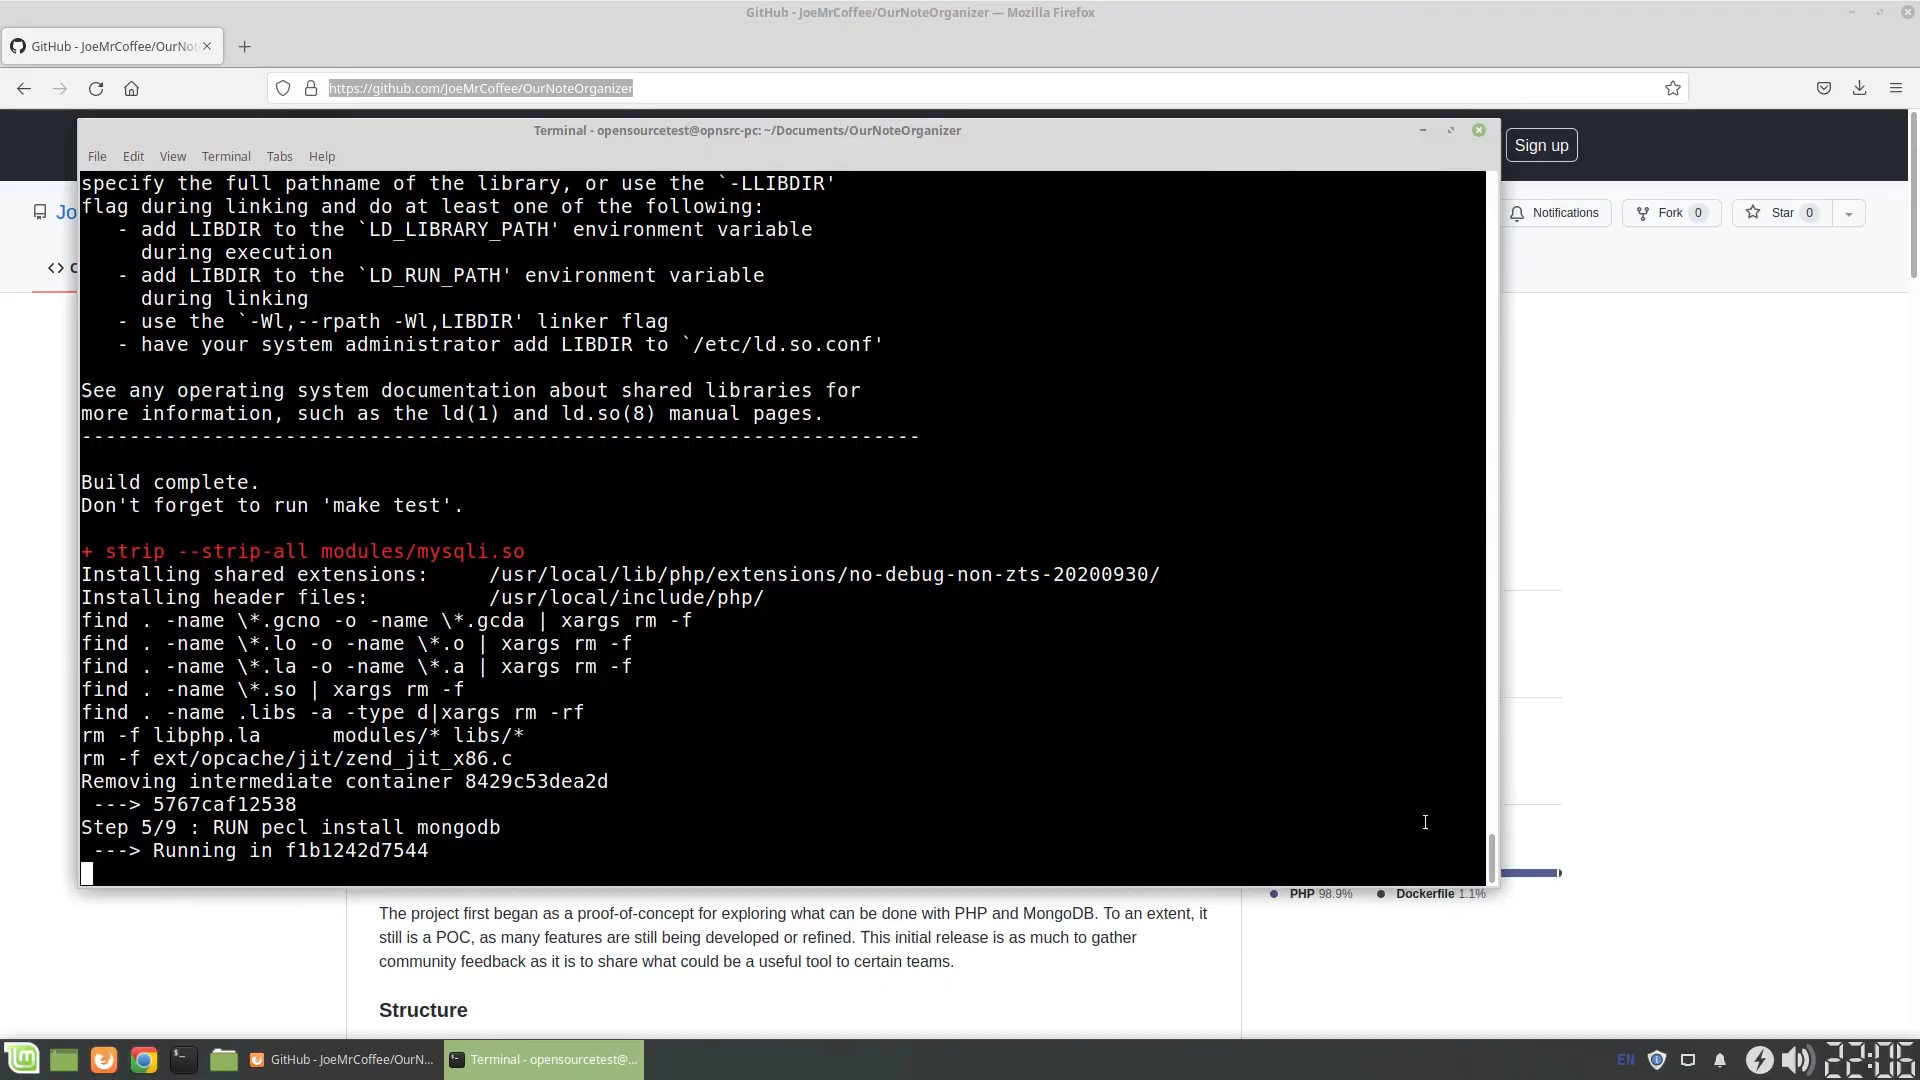 GitHub - JoeMrCoffee/OurNoteOrganizer — Mozilla Firefox
GitHub - JoeMrCoffee/OurNot
https://github.com/JoeMrCoffee/OurNoteOrganizer
Terminal - opensourcetest@opnsrc-pc: ~/Documents/OurNoteOrganizer
Sign up
File Edit View Terminal Tabs Help
Jo
Notifications
Fork 0
Star 0
<> C
specify the full pathname of the library, or use the `-LLIBDIR'
flag during linking and do at least one of the following:
- add LIBDIR to the `LD_LIBRARY_PATH' environment variable
during execution
- add LIBDIR to the `LD_RUN_PATH' environment variable
during linking
- use the `-Wl,--rpath -Wl,LIBDIR' linker flag
- have your system administrator add LIBDIR to `/etc/ld.so.conf'
See any operating system documentation about shared libraries for
more information, such as the ld(1) and ld.so(8) manual pages.
----------------------------------------------------------------------
Build complete.
Don't forget to run 'make test'.
+ strip --strip-all modules/mysqli.so
Installing shared extensions:     /usr/local/lib/php/extensions/no-debug-non-zts-20200930/
Installing header files:          /usr/local/include/php/
find . -name \*.gcno -o -name \*.gcda | xargs rm -f
find . -name \*.lo -o -name \*.o | xargs rm -f
find . -name \*.la -o -name \*.a | xargs rm -f
find . -name \*.so | xargs rm -f
find . -name .libs -a -type d|xargs rm -rf
rm -f libphp.la      modules/* libs/*
rm -f ext/opcache/jit/zend_jit_x86.c
Removing intermediate container 8429c53dea2d
---> 5767caf12538
Step 5/9 : RUN pecl install mongodb
---> Running in f1b1242d7544
PHP 98.9% Dockerfile 1.1%
The project first began as a proof-of-concept for exploring what can be done with PHP and MongoDB. To an extent, it
still is a POC, as many features are still being developed or refined. This initial release is as much to gather
community feedback as it is to share what could be a useful tool to certain teams.
Structure
GitHub - JoeMrCoffee/OurN...
Terminal - opensourcetest@...
EN
22:06